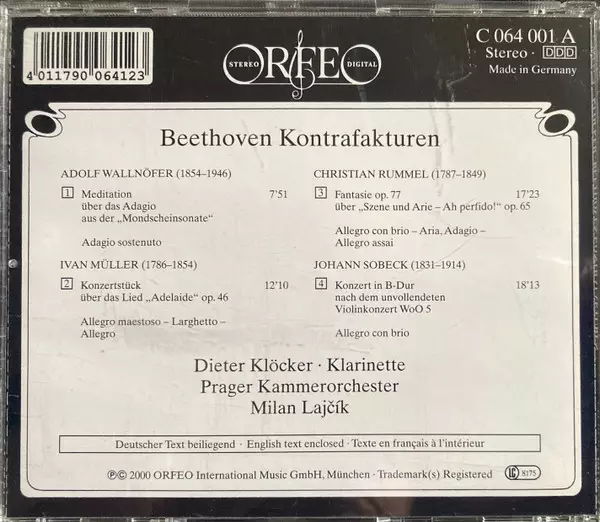 4 011790 064123
STEREO ORFEO DIGITAL
C 064 001 A
Stereo · DDD
Made in Germany
Beethoven Kontrafakturen
ADOLF WALLNÖFER (1854–1946)
1 Meditation 7'51
über das Adagio
aus der „Mondscheinsonate“
Adagio sostenuto
IVAN MÜLLER (1786–1854)
2 Konzertstück 12'10
über das Lied „Adelaide“ op. 46
Allegro maestoso – Larghetto –
Allegro
CHRISTIAN RUMMEL (1787–1849)
3 Fantasie op. 77 17'23
über „Szene und Arie – Ah perfido!“ op. 65
Allegro con brio – Aria, Adagio –
Allegro assai
JOHANN SOBECK (1831–1914)
4 Konzert in B-Dur 18'13
nach dem unvollendeten
Violinkonzert WoO 5
Allegro con brio
Dieter Klöcker · Klarinette
Prager Kammerorchester
Milan Lajčík
Deutscher Text beiliegend · English text enclosed · Texte en français à l'intérieur
℗© 2000 ORFEO International Music GmbH, München · Trademark(s) Registered LC 8175